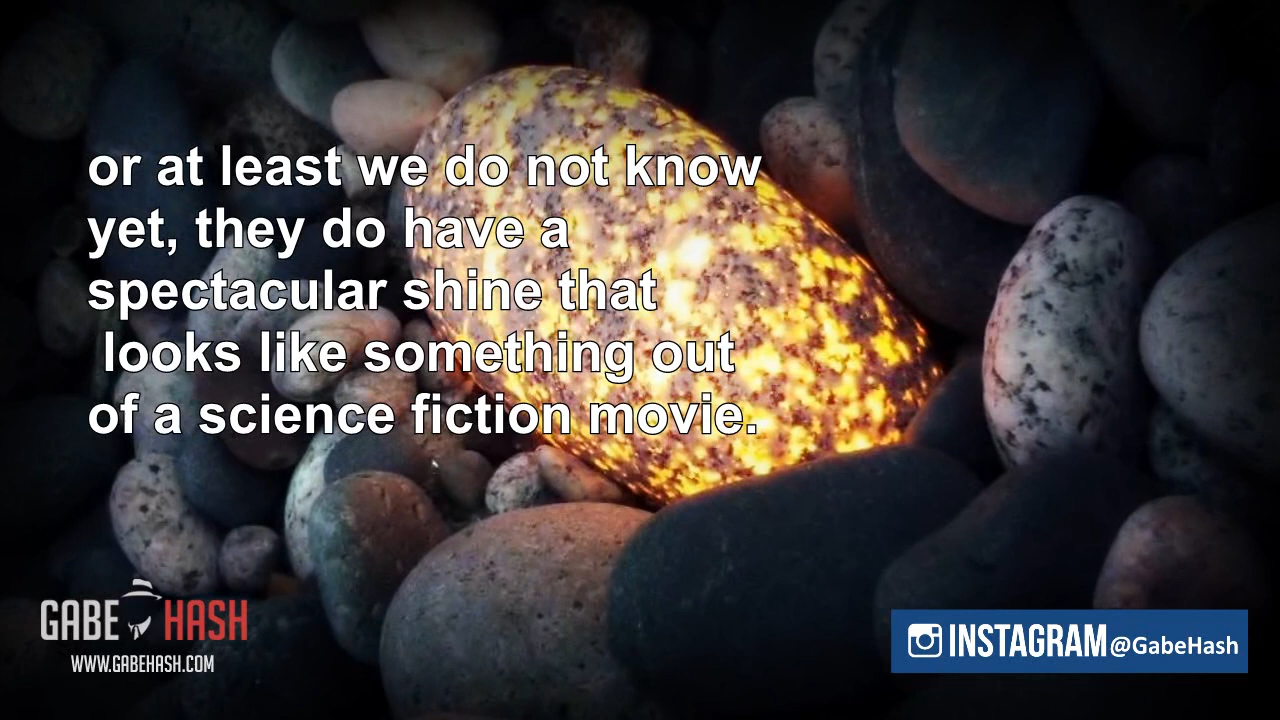 or at least we do not know
yet, they do have a
spectacular shine that
looks like something out
of a science fiction movie.
GABE HASH
WWW.GABEHASH.COM
INSTAGRAM @GabeHash